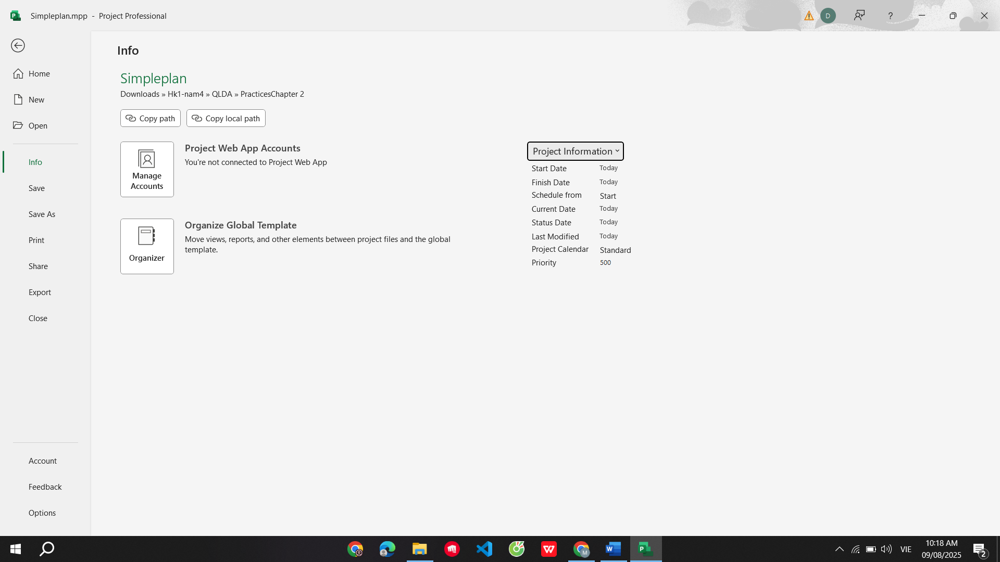 Simpleplan.mpp - Project Professional
D
?
Info
Home
New
Open
Info
Save
Save As
Print
Share
Export
Close
Account
Feedback
Options
Simpleplan
Downloads » Hk1-nam4 » QLDA » PracticesChapter 2
Copy path
Copy local path
Manage
Accounts
Project Web App Accounts
You're not connected to Project Web App
Organizer
Organize Global Template
Move views, reports, and other elements between project files and the global
template.
Project Information
Start Date Today
Finish Date Today
Schedule from Start
Current Date Today
Status Date Today
Last Modified Today
Project Calendar Standard
Priority 500
VIE
10:18 AM
09/08/2025
2